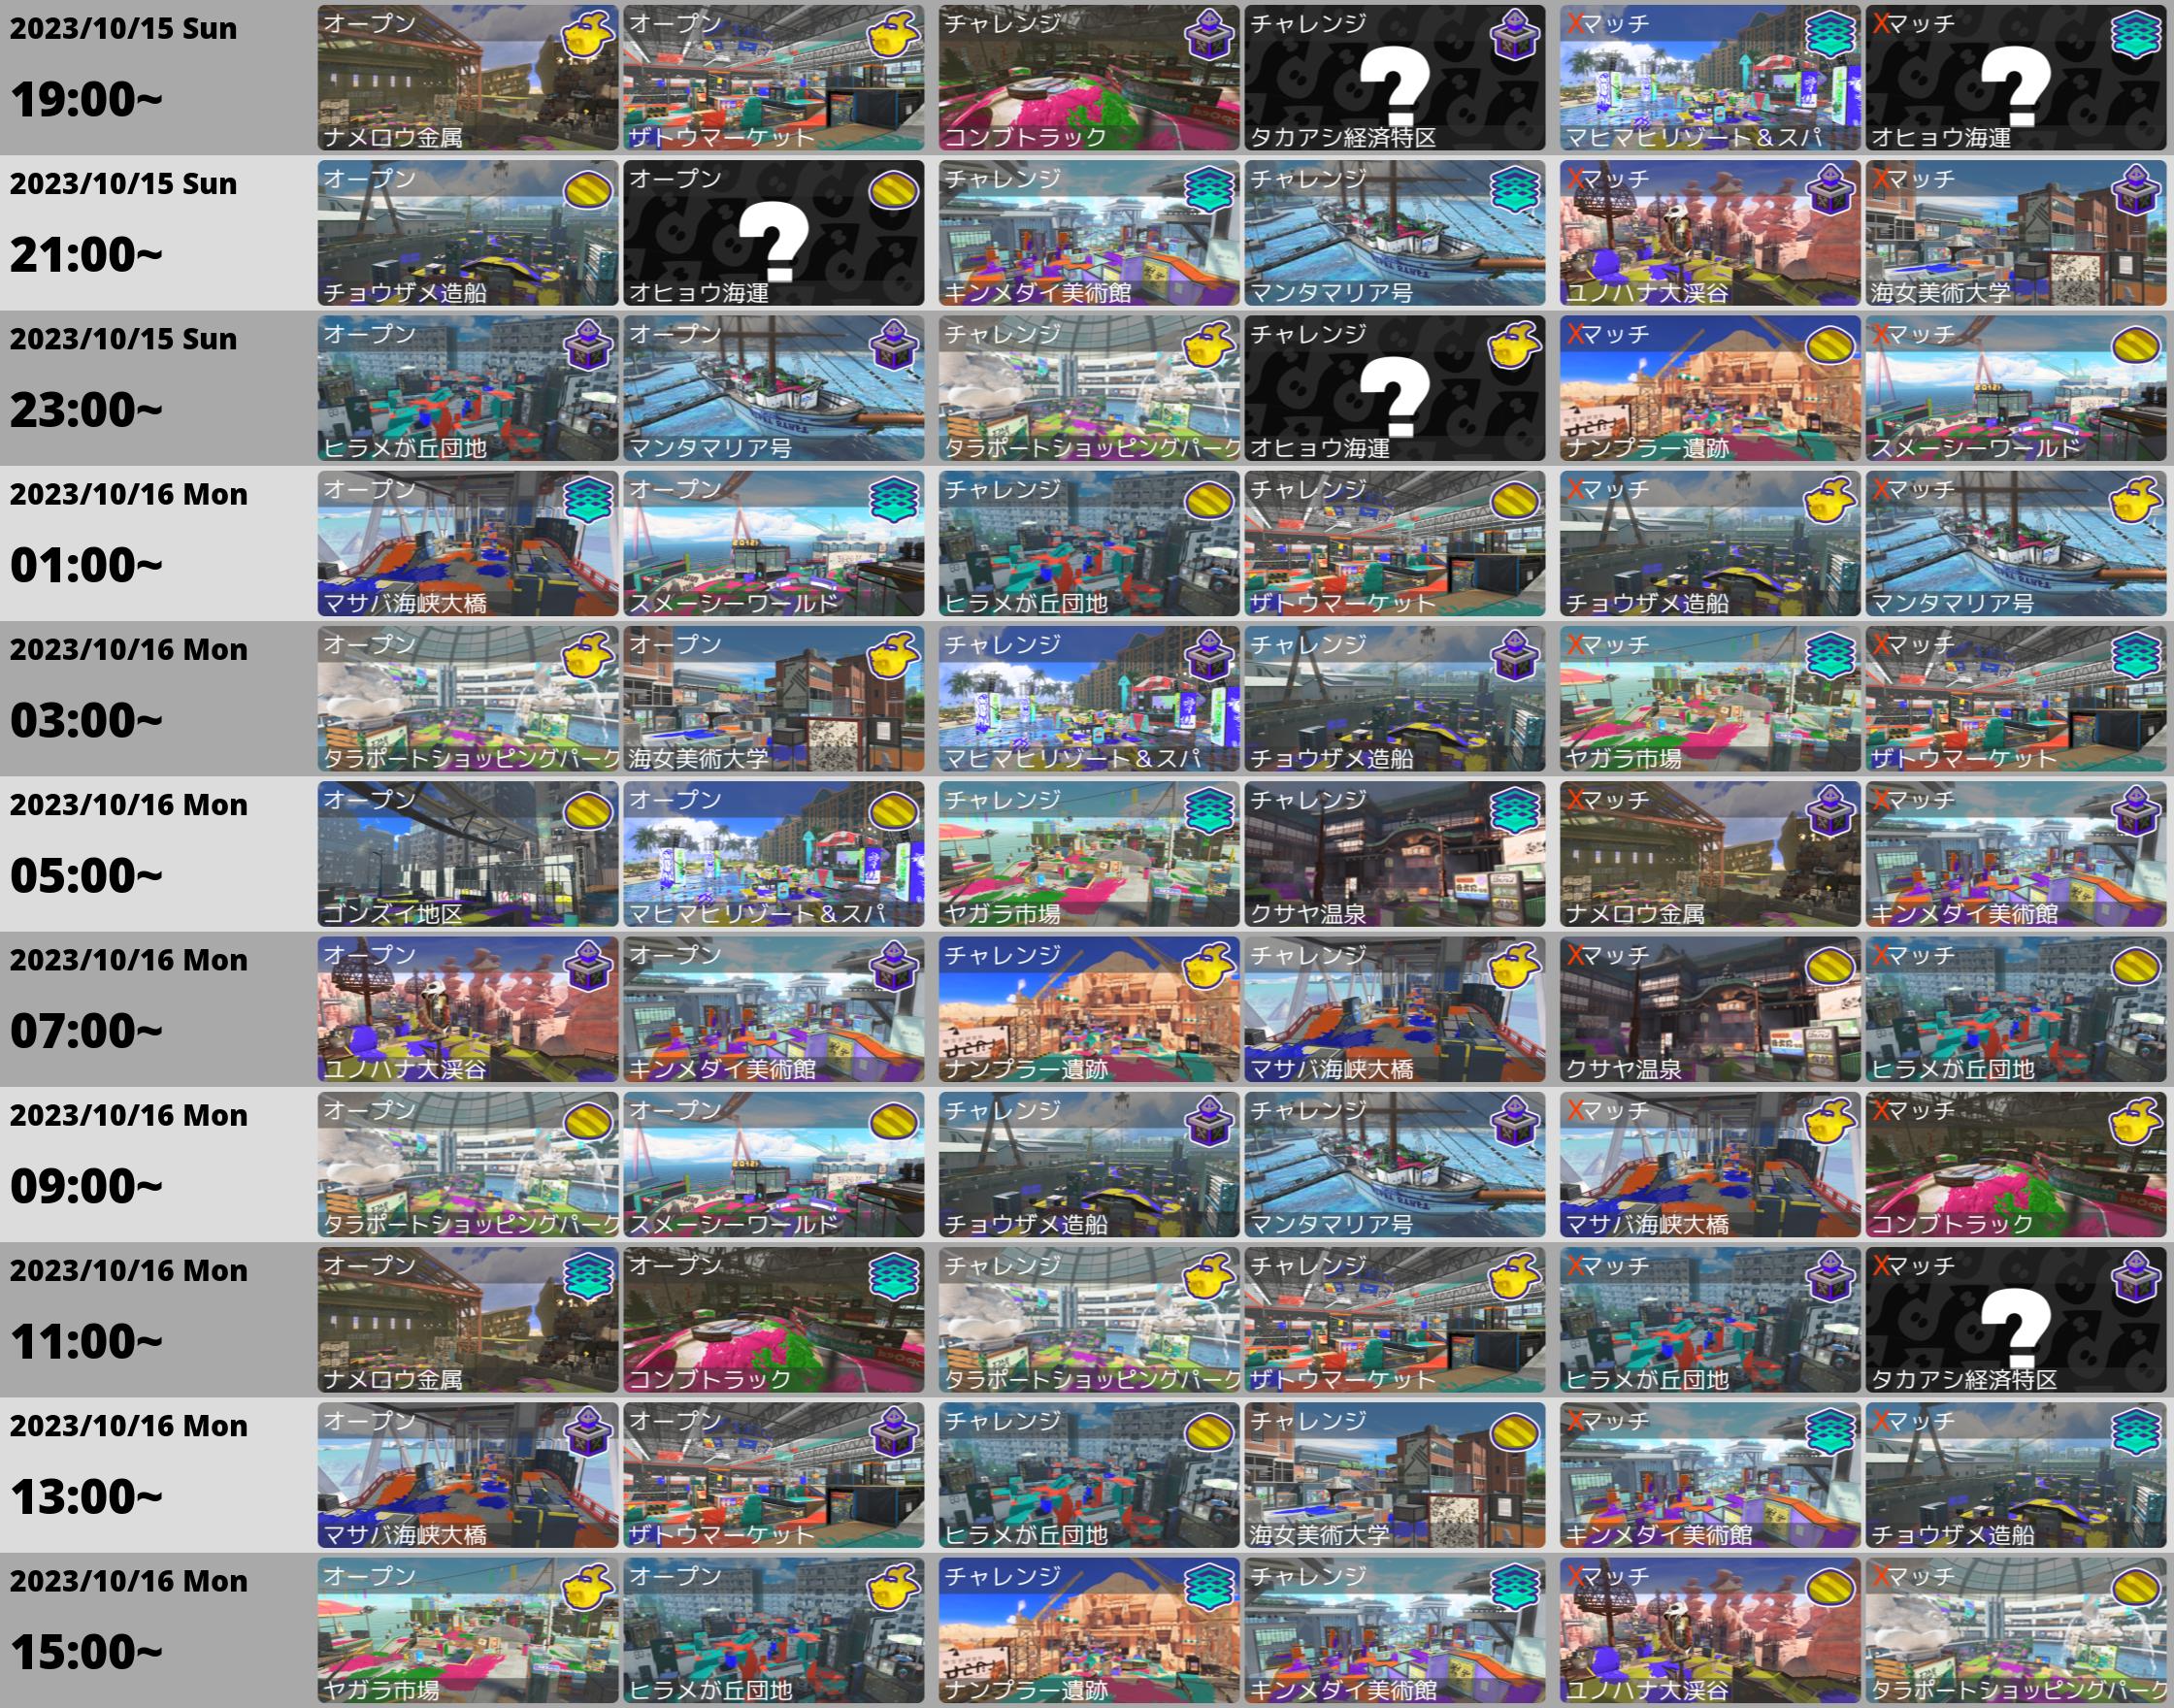 2023/10/15 Sun
19:00~
オープン オープン チャレンジ チャレンジ Xマッチ Xマッチ
ナメロウ金属 ザトウマーケット コンブトラック タカアシ経済特区 マヒマヒリゾート＆スパ オヒョウ海運
2023/10/15 Sun
21:00~
オープン オープン チャレンジ チャレンジ Xマッチ Xマッチ
チョウザメ造船 オヒョウ海運 キンメダイ美術館 マンタマリア号 ユノハナ大渓谷 海女美術大学
2023/10/15 Sun
23:00~
オープン オープン チャレンジ チャレンジ Xマッチ Xマッチ
ヒラメが丘団地 マンタマリア号 タラポートショッピングパーク オヒョウ海運 ナンプラー遺跡 スメーシーワールド
2023/10/16 Mon
01:00~
オープン オープン チャレンジ チャレンジ Xマッチ Xマッチ
マサバ海峡大橋 スメーシーワールド ヒラメが丘団地 ザトウマーケット チョウザメ造船 マンタマリア号
2023/10/16 Mon
03:00~
オープン オープン チャレンジ チャレンジ Xマッチ Xマッチ
タラポートショッピングパーク 海女美術大学 マヒマヒリゾート＆スパ チョウザメ造船 ヤガラ市場 ザトウマーケット
2023/10/16 Mon
05:00~
オープン オープン チャレンジ チャレンジ Xマッチ Xマッチ
ゴンズイ地区 マヒマヒリゾート＆スパ ヤガラ市場 クサヤ温泉 ナメロウ金属 キンメダイ美術館
2023/10/16 Mon
07:00~
オープン オープン チャレンジ チャレンジ Xマッチ Xマッチ
ユノハナ大渓谷 キンメダイ美術館 ナンプラー遺跡 マサバ海峡大橋 クサヤ温泉 ヒラメが丘団地
2023/10/16 Mon
09:00~
オープン オープン チャレンジ チャレンジ Xマッチ Xマッチ
タラポートショッピングパーク スメーシーワールド チョウザメ造船 マンタマリア号 マサバ海峡大橋 コンブトラック
2023/10/16 Mon
11:00~
オープン オープン チャレンジ チャレンジ Xマッチ Xマッチ
ナメロウ金属 コンブトラック タラポートショッピングパーク ザトウマーケット ヒラメが丘団地 タカアシ経済特区
2023/10/16 Mon
13:00~
オープン オープン チャレンジ チャレンジ Xマッチ Xマッチ
マサバ海峡大橋 ザトウマーケット ヒラメが丘団地 海女美術大学 キンメダイ美術館 チョウザメ造船
2023/10/16 Mon
15:00~
オープン オープン チャレンジ チャレンジ Xマッチ Xマッチ
ヤガラ市場 ヒラメが丘団地 ナンプラー遺跡 キンメダイ美術館 ユノハナ大渓谷 タラポートショッピングパーク